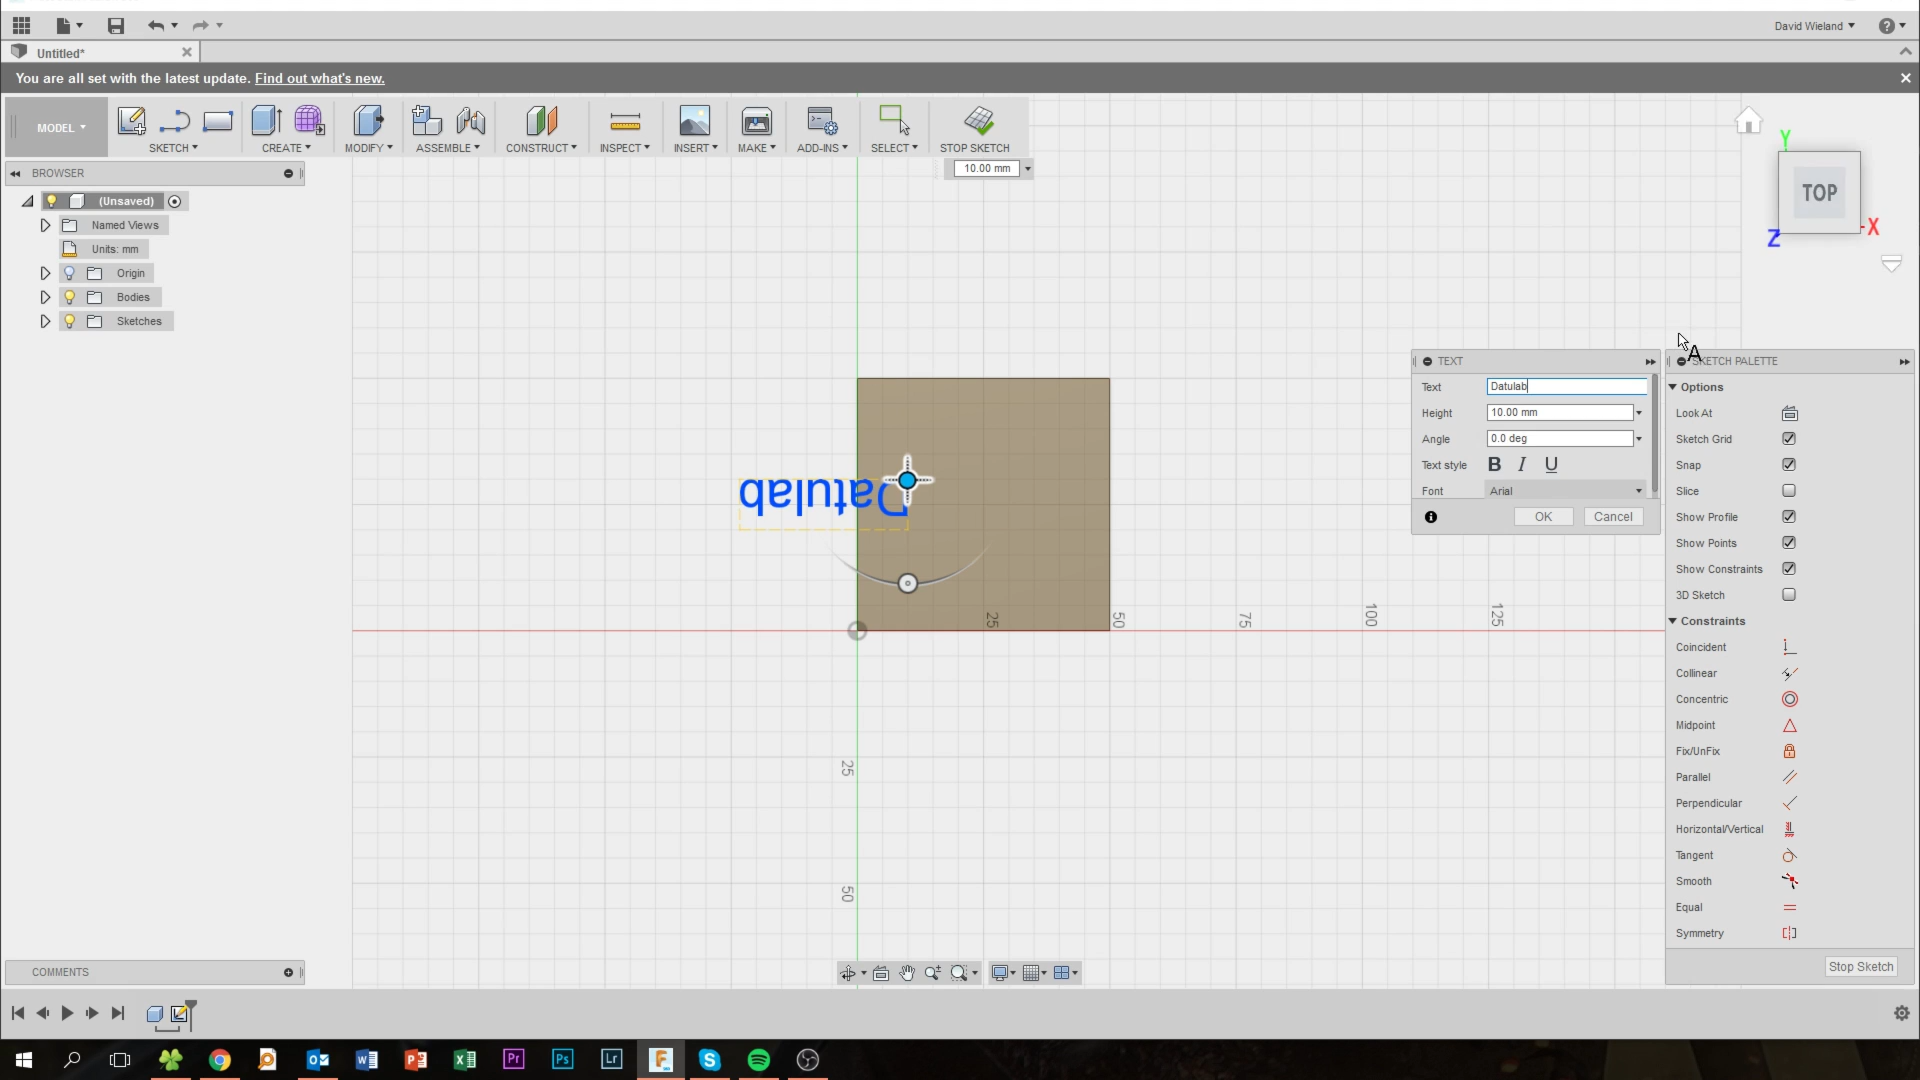 David Wieland
Untitled*
You are all set with the latest update. Find out what's new.
MODEL
SKETCH
CREATE
MODIFY
ASSEMBLE
CONSTRUCT
INSPECT
INSERT
MAKE
ADD-INS
SELECT
STOP SKETCH
10.00 mm
BROWSER
(Unsaved)
Named Views
Units: mm
Origin
Bodies
Sketches
Y
TOP
X
Z
TEXT
Text
Datulab
Height
10.00 mm
Angle
0.0 deg
Text style
B I U
Font
Arial
OK
Cancel
A
SKETCH PALETTE
Options
Look At
Sketch Grid
Snap
Slice
Show Profile
Show Points
Show Constraints
3D Sketch
Constraints
Coincident
Collinear
Concentric
Midpoint
Fix/UnFix
Parallel
Perpendicular
Horizontal/Vertical
Tangent
Smooth
Equal
Symmetry
Stop Sketch
Datulab
25
50
75
100
125
25
50
COMMENTS
Pr
Ps
Lr